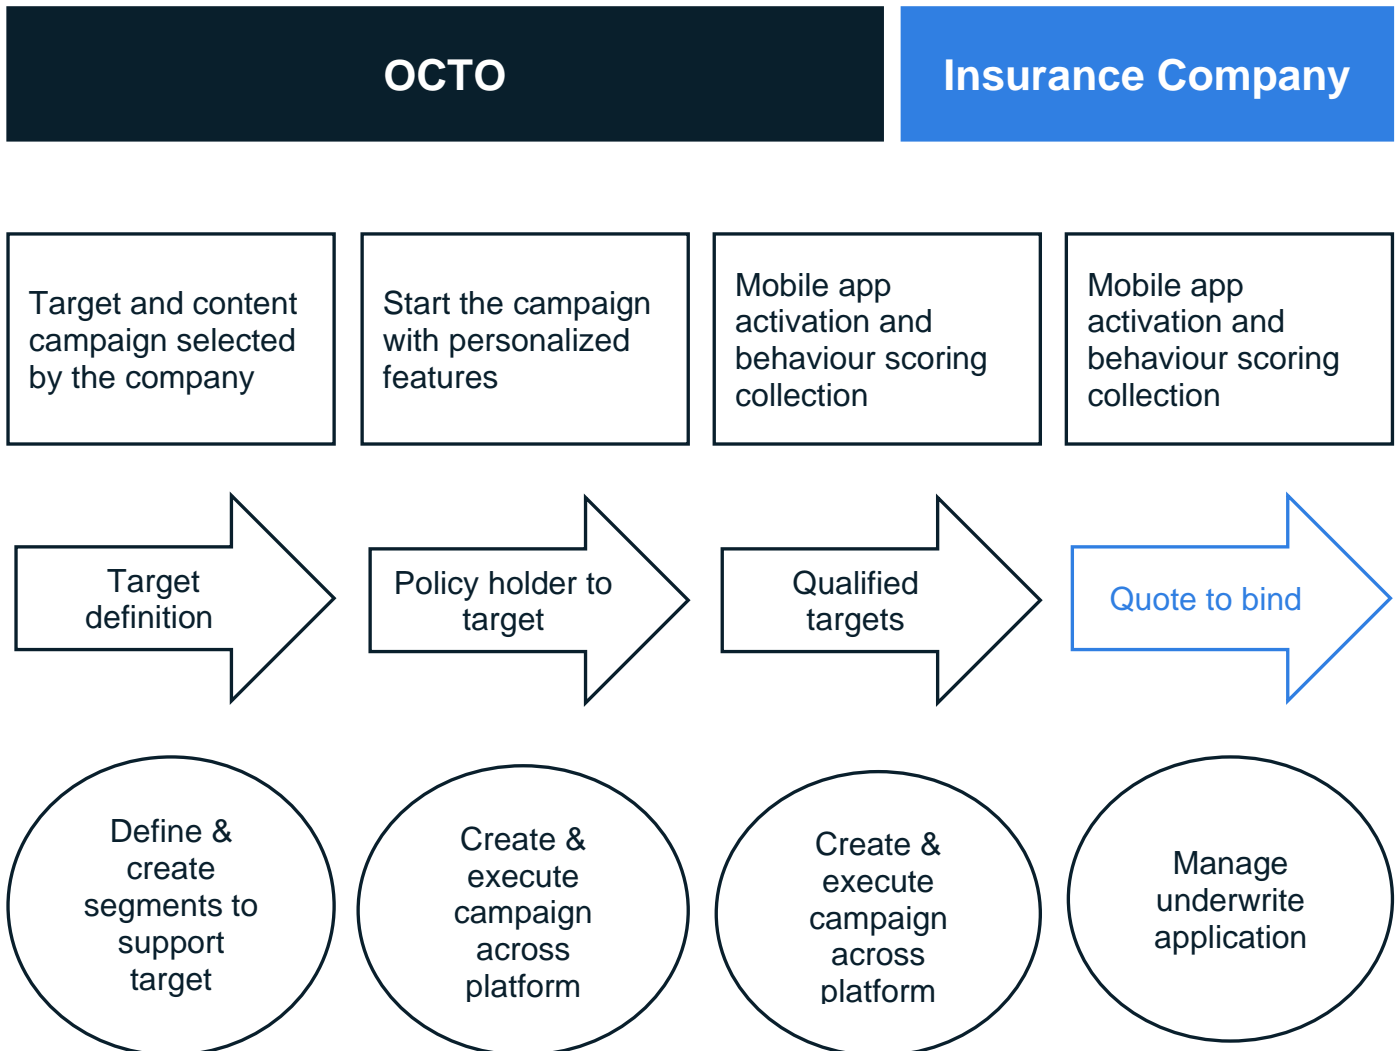 OCTO
Insurance Company
Target and content
campaign selected
by the company
Start the campaign
with personalized
features
Mobile app
activation and
behaviour scoring
collection
Mobile app
activation and
behaviour scoring
collection
Target
definition
Policy holder to
target
Qualified
targets
Quote to bind
Define &
create
segments to
support
target
Create &
execute
campaign
across
platform
Create &
execute
campaign
across
platform
Manage
underwrite
application